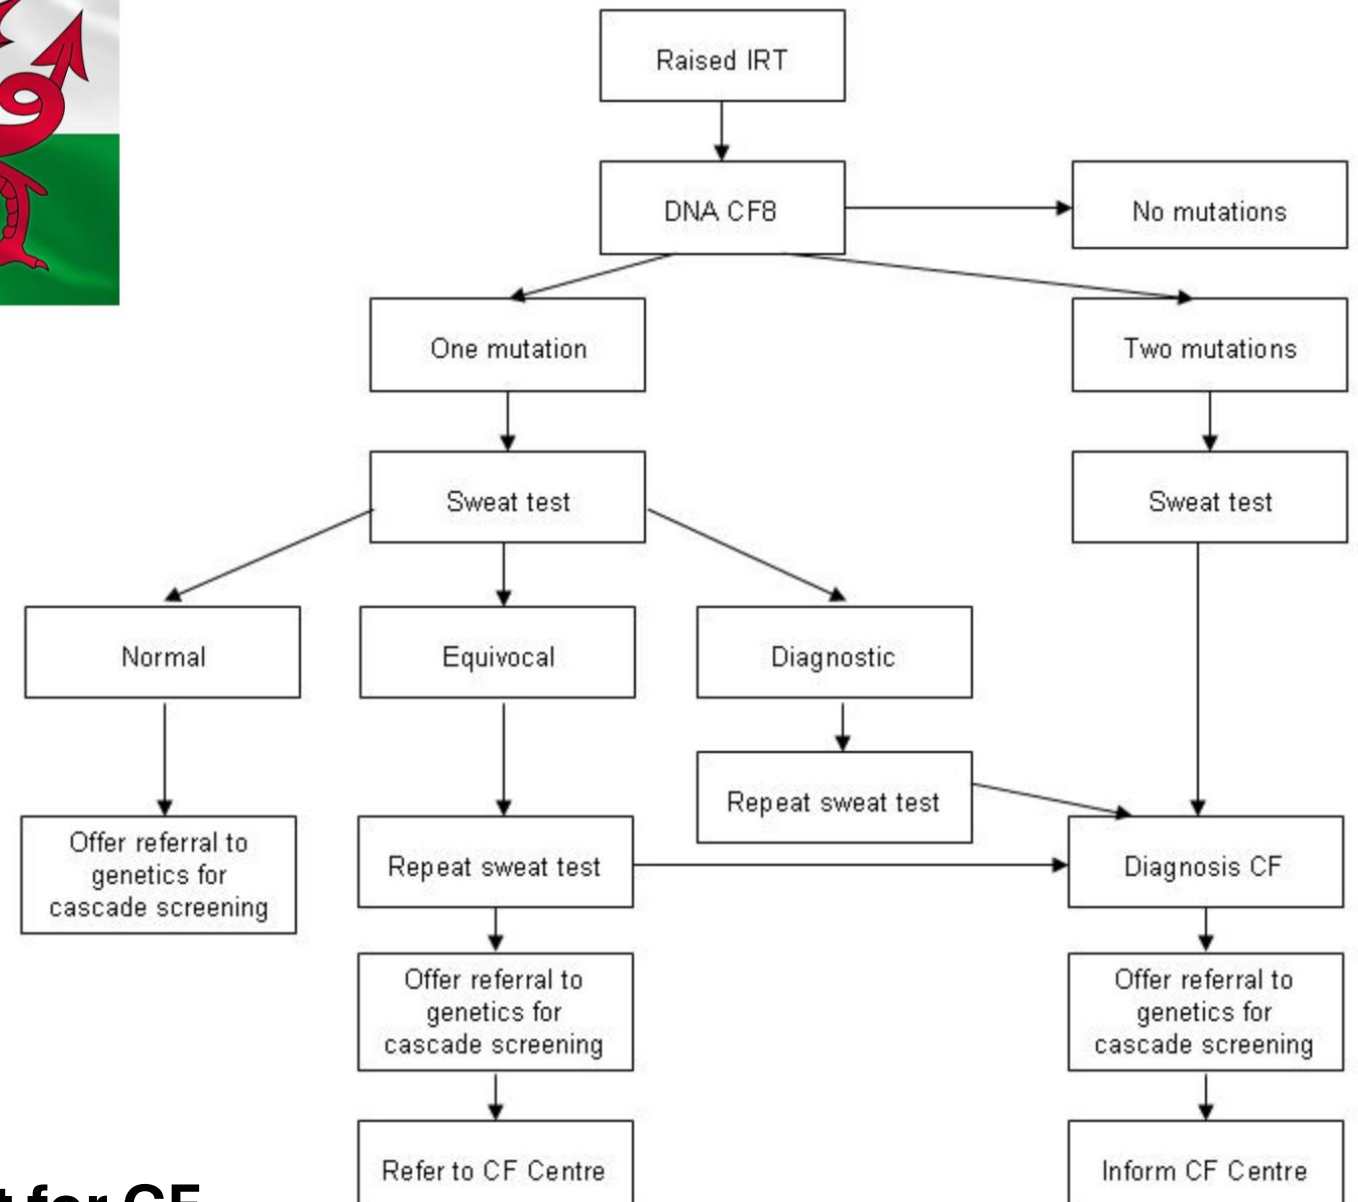 Raised IRT
DNA CF8
No mutations
One mutation
Two mutations
Sweat test
Sweat test
Normal
Equivocal
Diagnostic
Repeat sweat test
Offer referral to
genetics for
cascade screening
Repeat sweat test
Diagnosis CF
Offer referral to
genetics for
cascade screening
Offer referral to
genetics for
cascade screening
Refer to CF Centre
Inform CF Centre
for CF